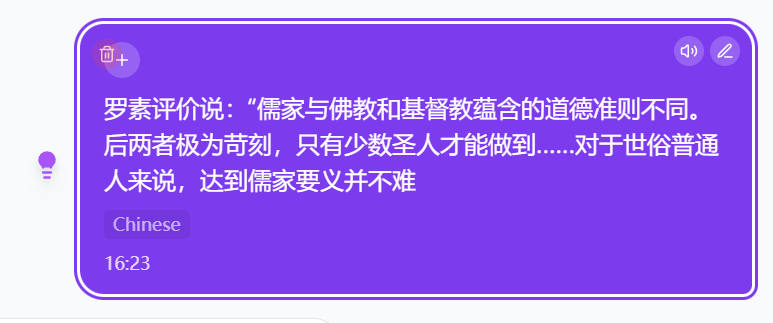 罗素评价说：“儒家与佛教和基督教蕴含的道德准则不同。
后两者极为苛刻，只有少数圣人才能做到......对于世俗普通
人来说，达到儒家要义并不难
Chinese
16:23